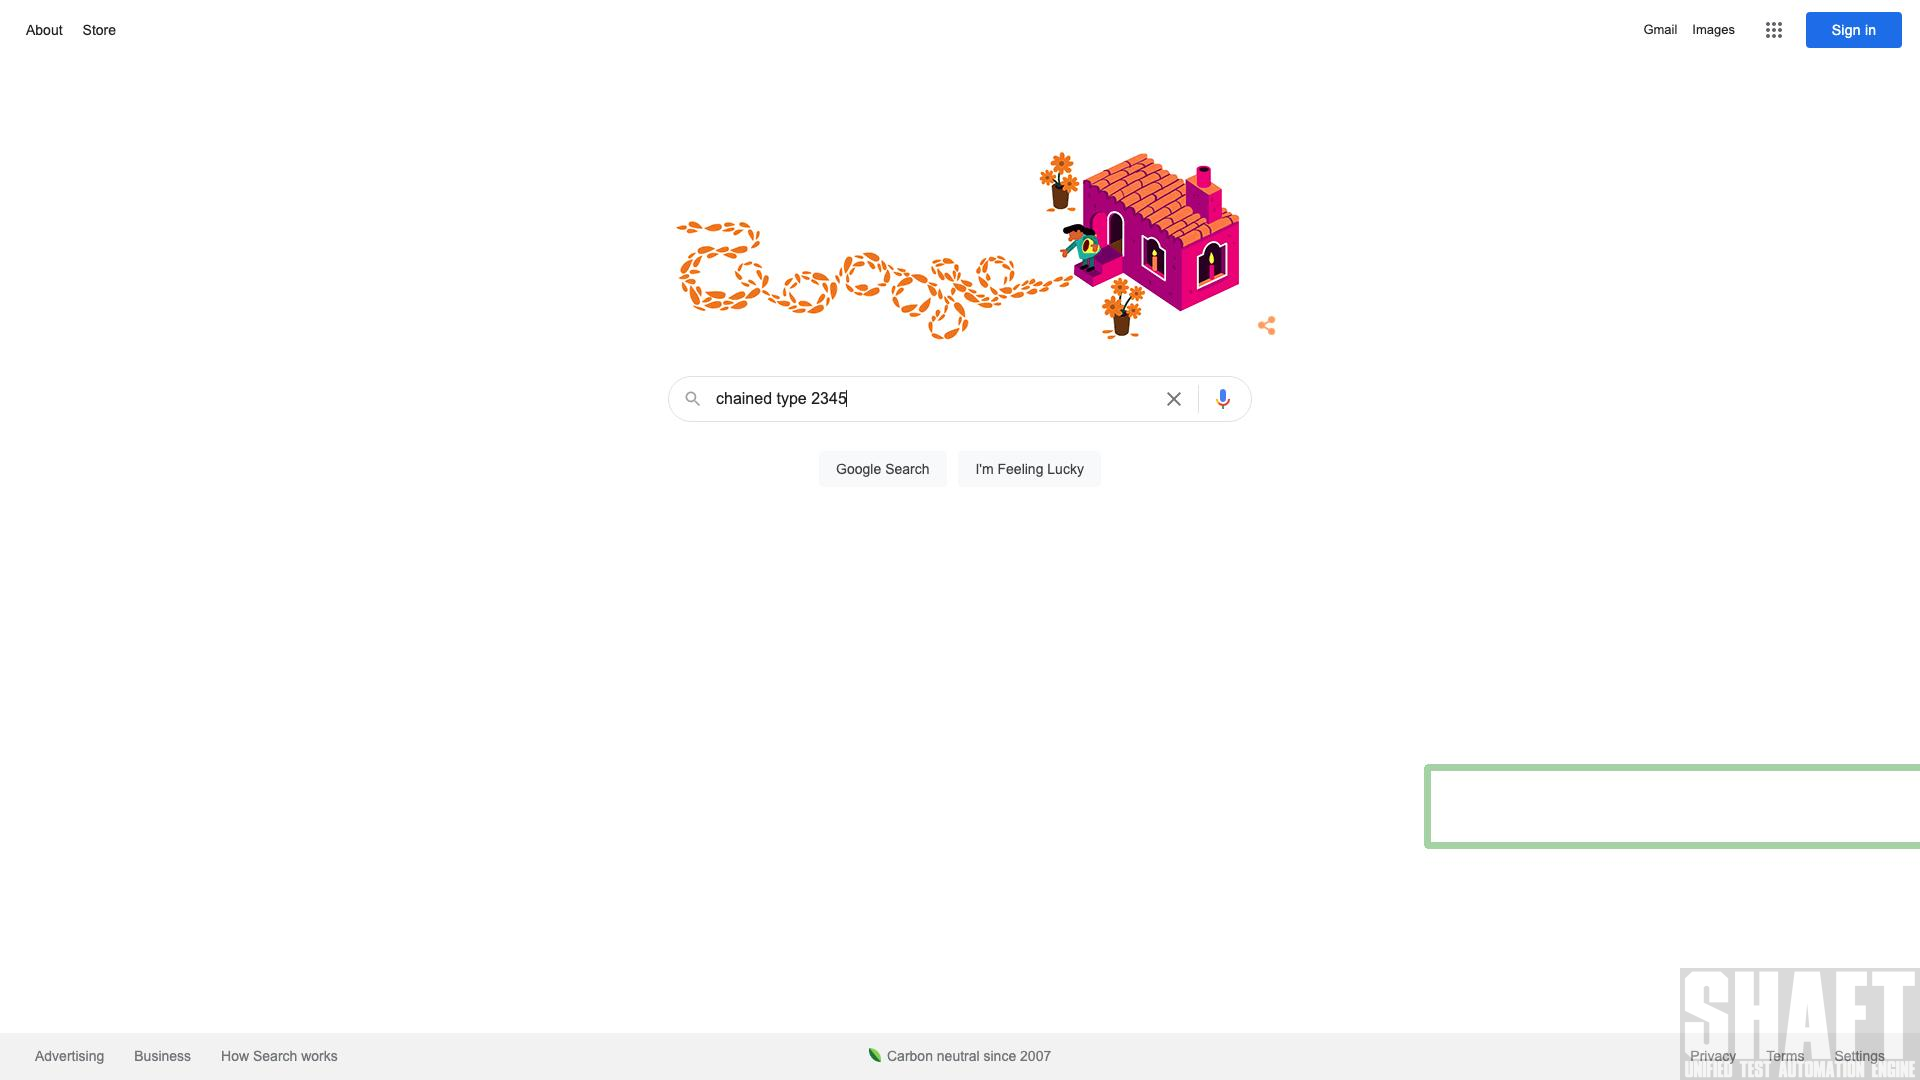 About Store Gmail Images Sign in
chained type 2345
Google Search I'm Feeling Lucky
Advertising Business How Search works Carbon neutral since 2007 Privacy Terms Settings
SHAFT
UNIFIED TEST AUTOMATION ENGINE